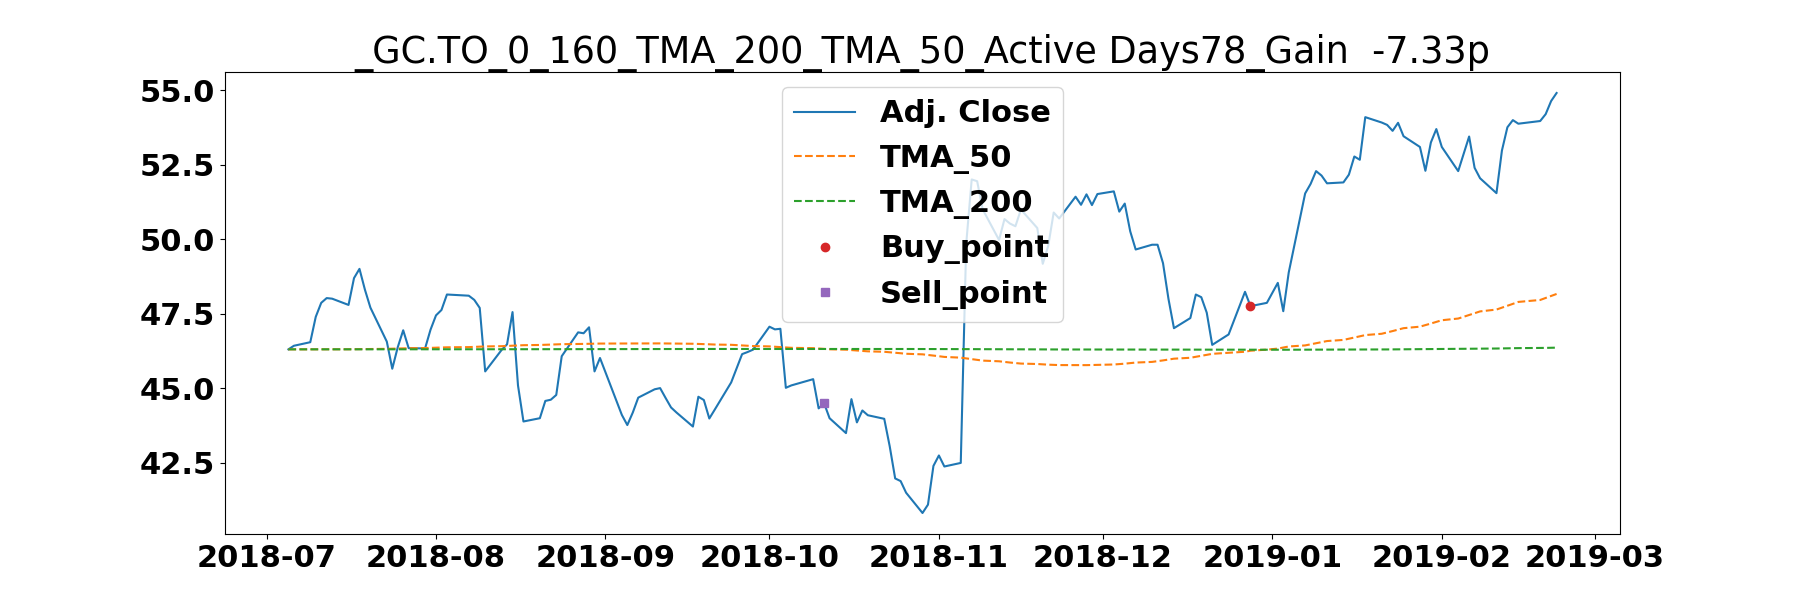 _GC.TO_0_160_TMA_200_TMA_50_Active Days78_Gain  -7.33p
55.0
52.5
50.0
47.5
45.0
42.5
Adj. Close
TMA_50
TMA_200
Buy_point
Sell_point
2018-07 2018-08 2018-09 2018-10 2018-11 2018-12 2019-01 2019-02 2019-03